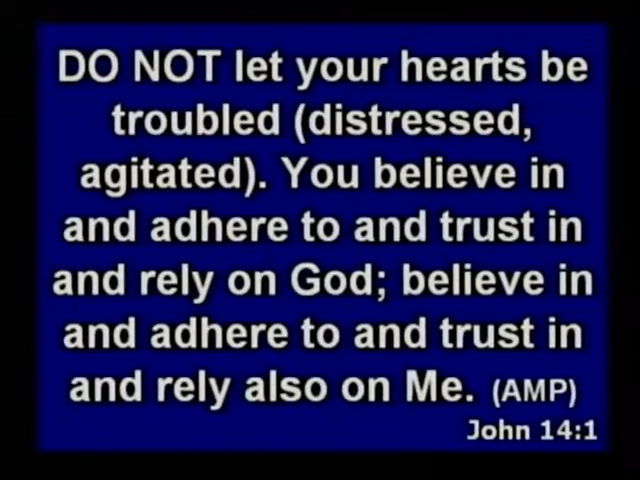 DO NOT let your hearts be
troubled (distressed,
agitated). You believe in
and adhere to and trust in
and rely on God; believe in
and adhere to and trust in
and rely also on Me. (AMP)
John 14:1